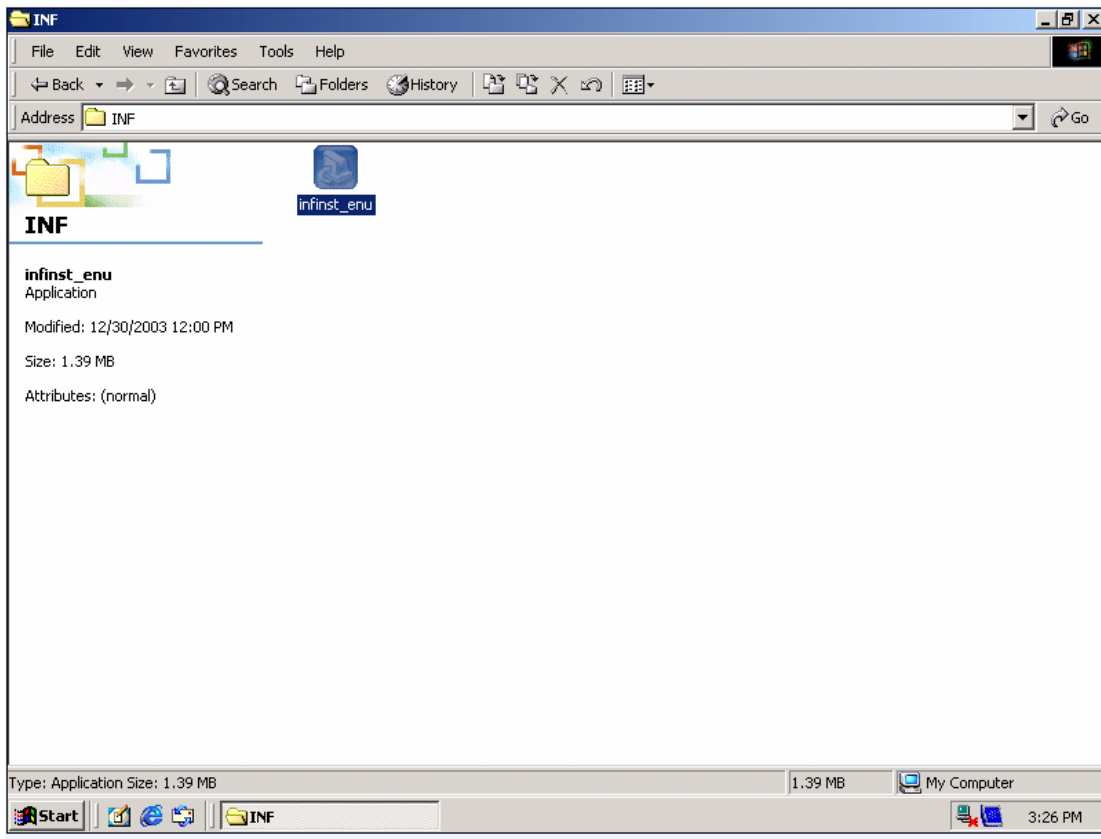 INF
File Edit View Favorites Tools Help
Back Search Folders History
Address INF Go
infinst_enu
INF
infinst_enu
Application
Modified: 12/30/2003 12:00 PM
Size: 1.39 MB
Attributes: (normal)
Type: Application Size: 1.39 MB 1.39 MB My Computer
Start INF 3:26 PM